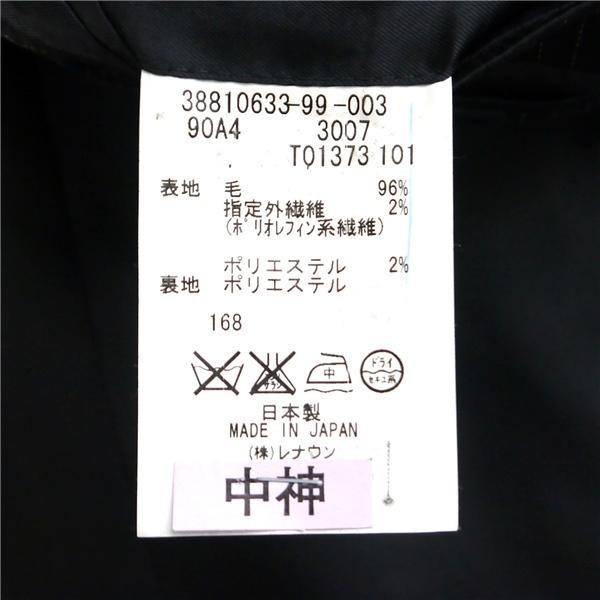 38810633-99-003
90A4 3007
T01373 101
表地 毛 96%
指定外繊維 2%
(ポリオレフィン系繊維)
ポリエステル 2%
裏地 ポリエステル
168
中 ドライ
セキユ系
日本製
MADE IN JAPAN
(株)レナウン
中神